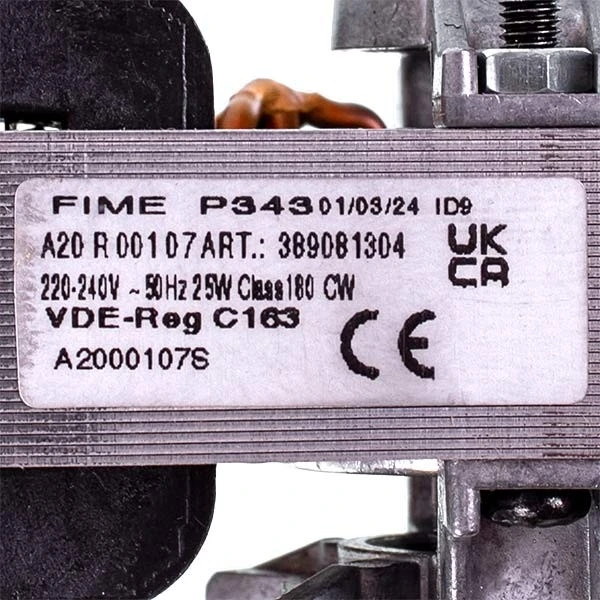 FIME P343 01/03/24 ID9
A20 R 00107 ART.: 389081304
220-240V ~ 50Hz 25W Class180 CW
VDE-Reg C163
A2000107S
UK
CA
CE